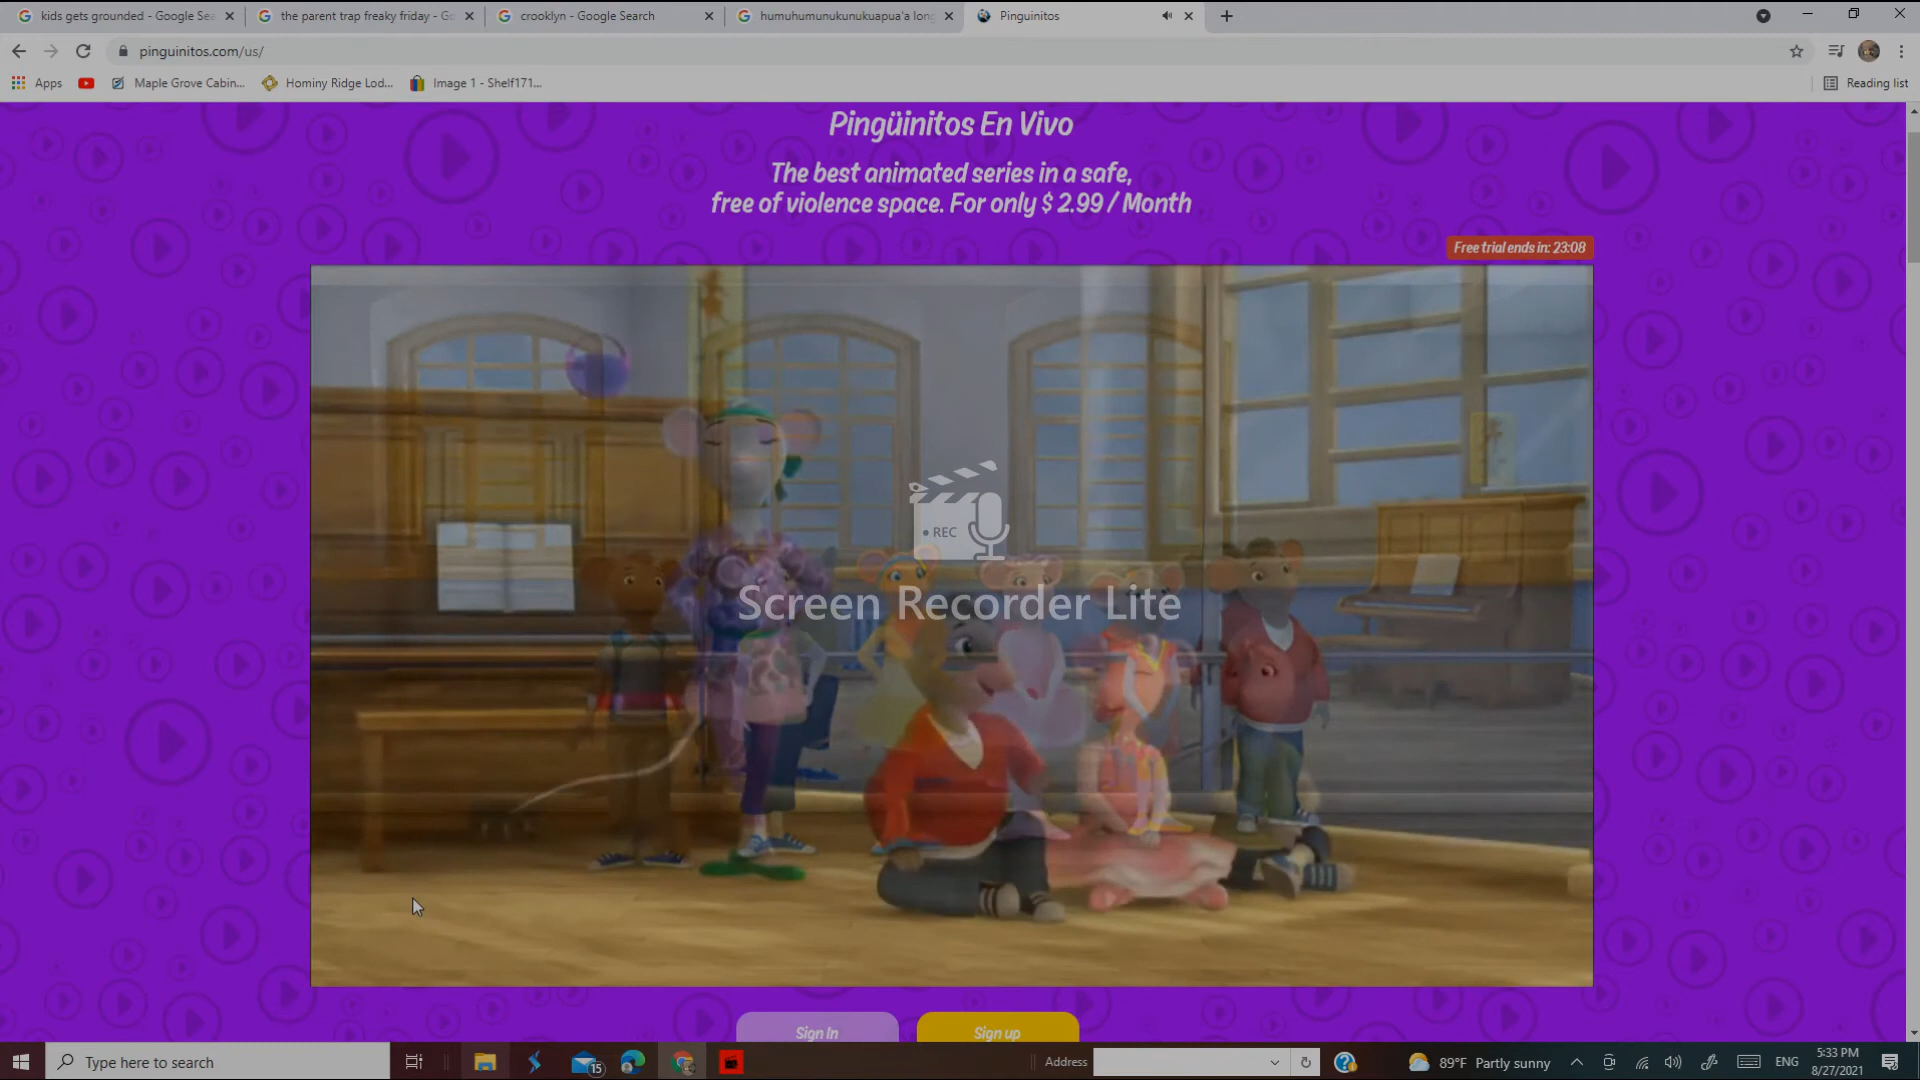 kids gets grounded - Google Sea
the parent trap freaky friday - Go
crooklyn - Google Search
humuhumunukunukuapua'a long
Pinguinitos
pinguinitos.com/us/
Apps
Maple Grove Cabin...
Hominy Ridge Lod...
Image 1 - Shelf171...
Reading list
Pingüinitos En Vivo
The best animated series in a safe,
free of violence space. For only $ 2.99 / Month
Free trial ends in: 23:08
REC
Screen Recorder Lite
Sign In
Sign up
Type here to search
15
Address
89°F Partly sunny
ENG
5:33 PM
8/27/2021